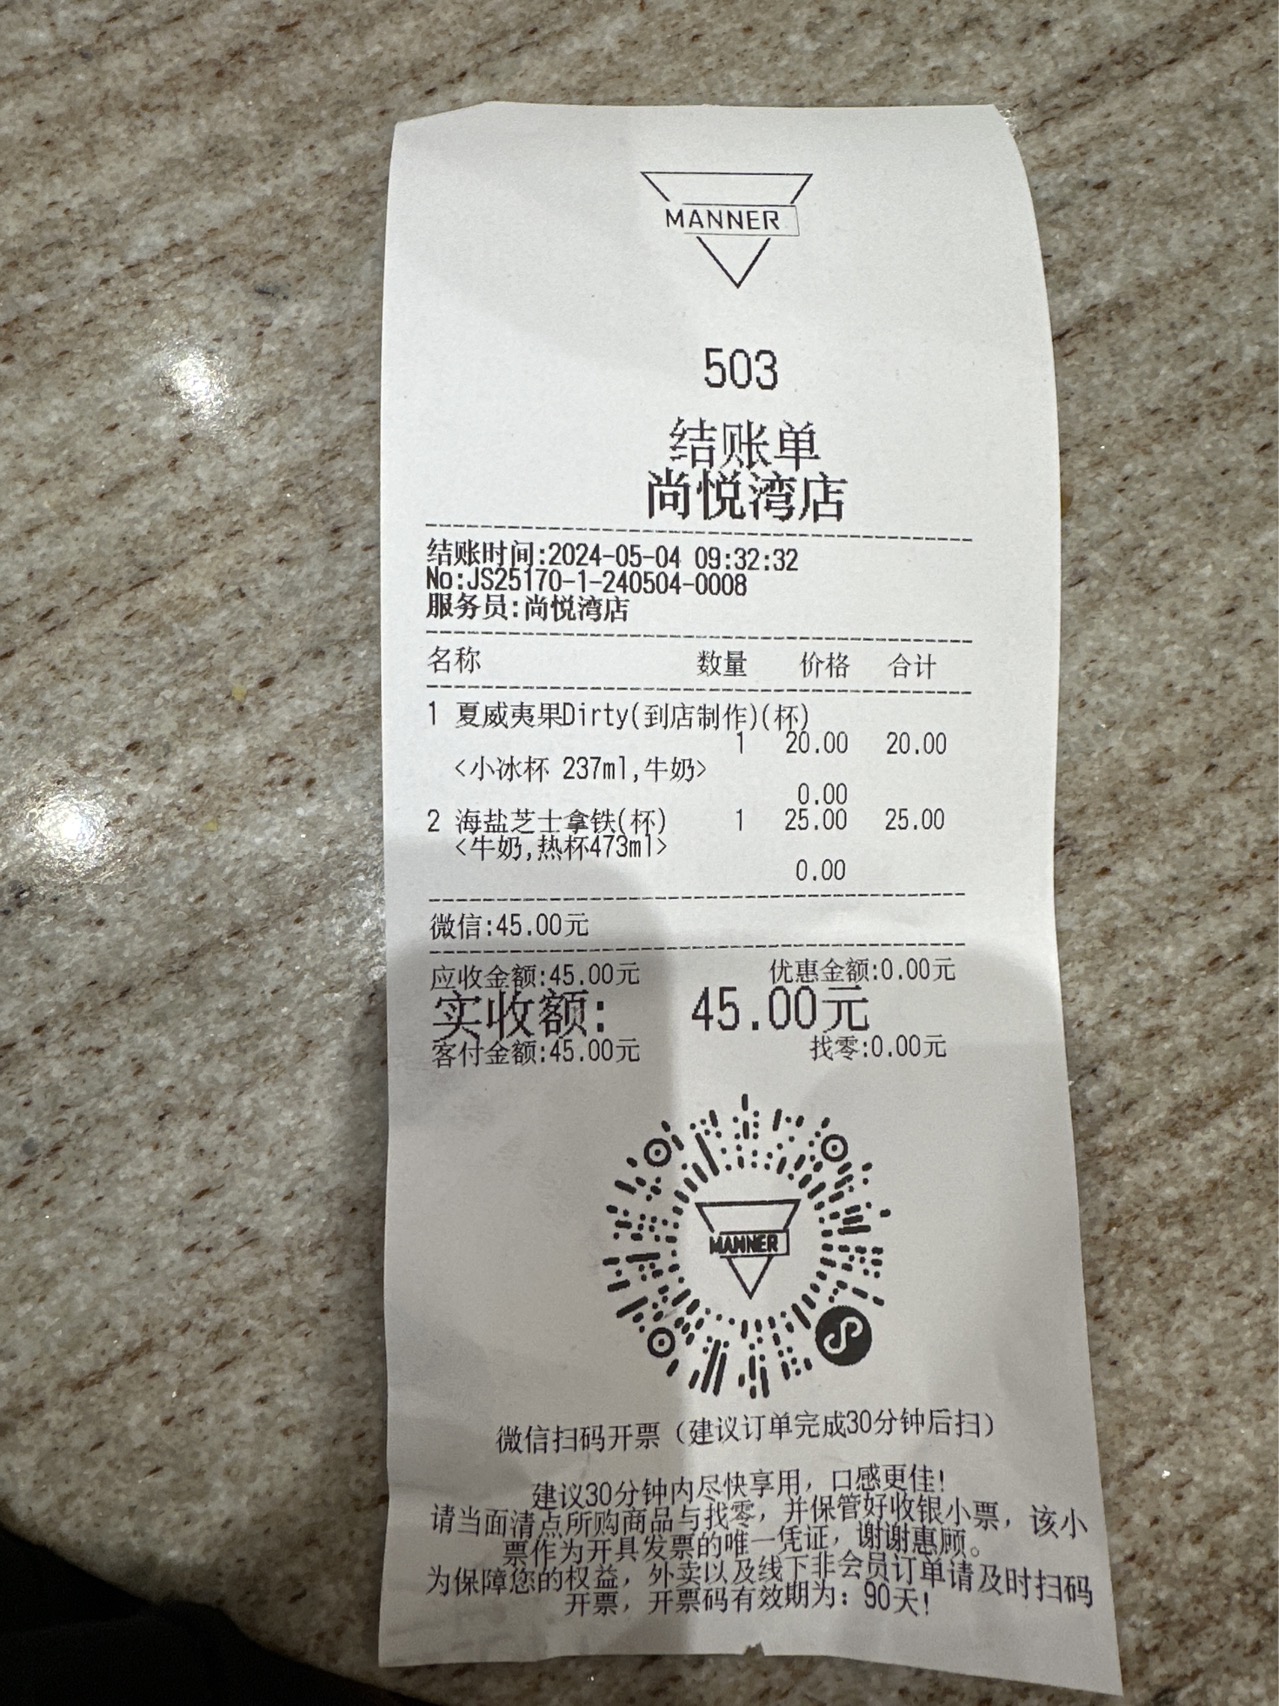 MANNER
503
结账单
尚悦湾店
结账时间:2024-05-04 09:32:32
No:JS25170-1-240504-0008
服务员:尚悦湾店
名称 数量 价格 合计
1 夏威夷果Dirty(到店制作)(杯)
1 20.00 20.00
<小冰杯 237ml,牛奶>
0.00
2 海盐芝士拿铁(杯) 1 25.00 25.00
<牛奶,热杯473ml>
0.00
微信:45.00元
应收金额:45.00元 优惠金额:0.00元
实收额: 45.00元
客付金额:45.00元 找零:0.00元
MANNER
微信扫码开票（建议订单完成30分钟后扫）
建议30分钟内尽快享用，口感更佳!
请当面清点所购商品与找零，并保管好收银小票，该小
票作为开具发票的唯一凭证，谢谢惠顾。
为保障您的权益，外卖以及线下非会员订单请及时扫码
开票，开票码有效期为：90天!